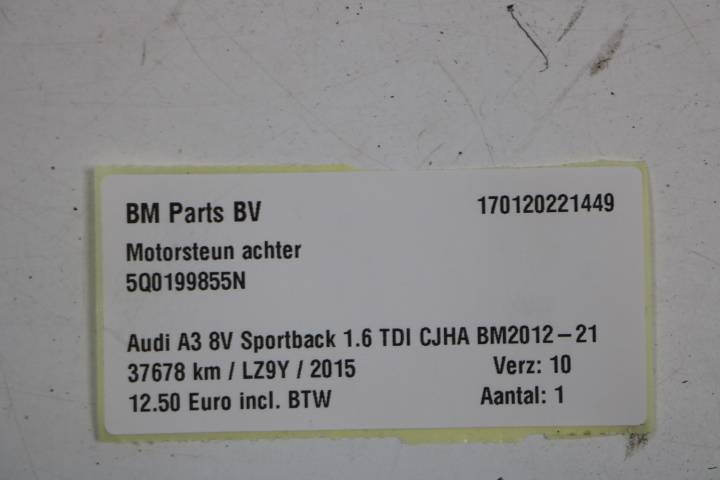 BM Parts BV 170120221449
Motorsteun achter
5Q0199855N
Audi A3 8V Sportback 1.6 TDI CJHA BM2012-21
37678 km / LZ9Y / 2015 Verz: 10
12.50 Euro incl. BTW Aantal: 1